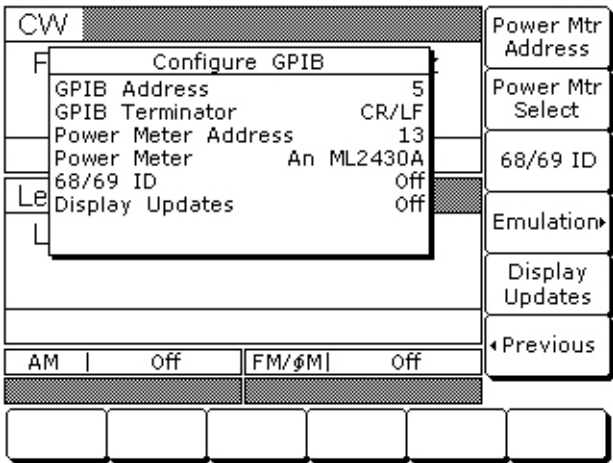 CW
F
z
Configure GPIB
GPIB Address 5
GPIB Terminator CR/LF
Power Meter Address 13
Power Meter An ML2430A
68/69 ID Off
Display Updates Off
Le
L
AM | Off
FM/ϕM| Off
Power Mtr
Address
Power Mtr
Select
68/69 ID
Emulation▸
Display
Updates
◂Previous